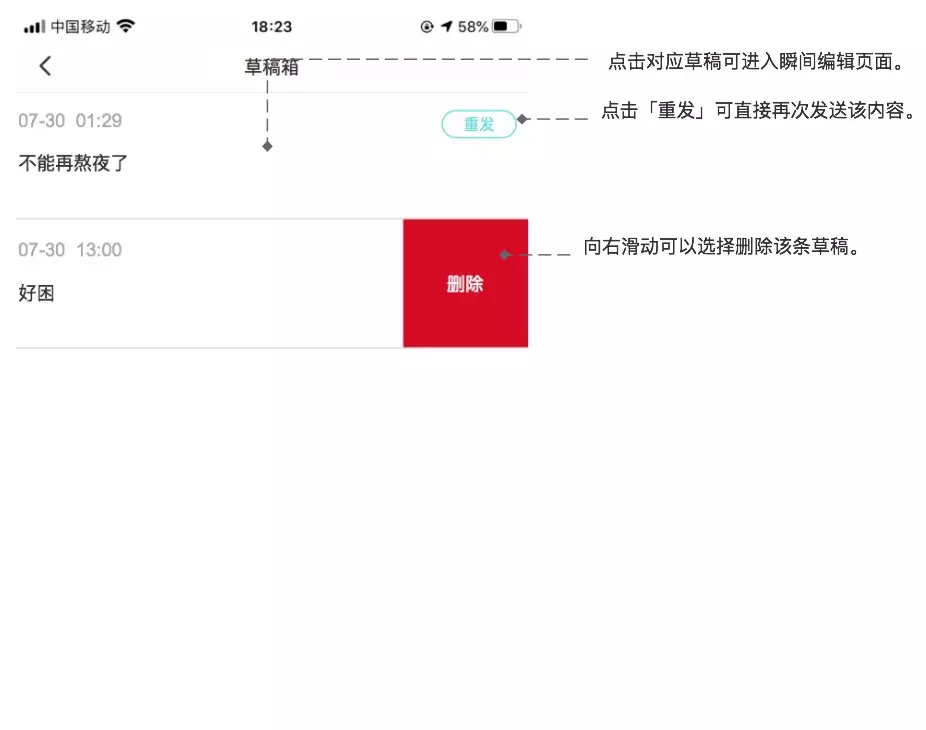 中国移动 18:23 58%
草稿箱
点击对应草稿可进入瞬间编辑页面。
07-30 01:29
重发
点击「重发」可直接再次发送该内容。
不能再熬夜了
07-30 13:00
向右滑动可以选择删除该条草稿。
好困
删除